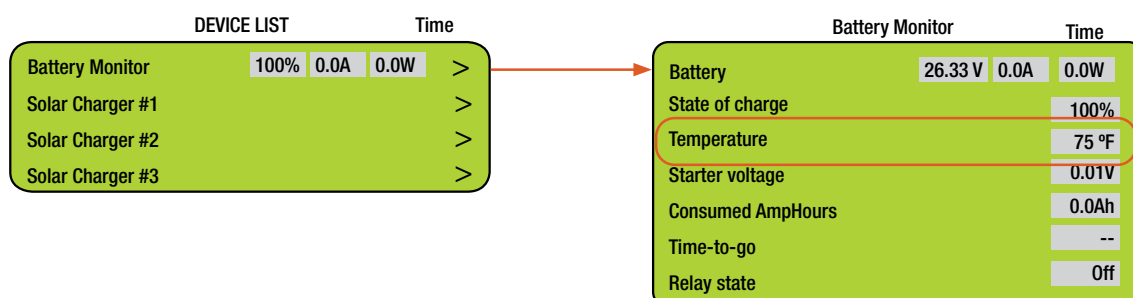 DEVICE LIST Time
Battery Monitor 100% 0.0A 0.0W >
Solar Charger #1 >
Solar Charger #2 >
Solar Charger #3 >
Battery Monitor Time
Battery 26.33 V 0.0A 0.0W
State of charge 100%
Temperature 75 ºF
Starter voltage 0.01V
Consumed AmpHours 0.0Ah
Time-to-go --
Relay state Off